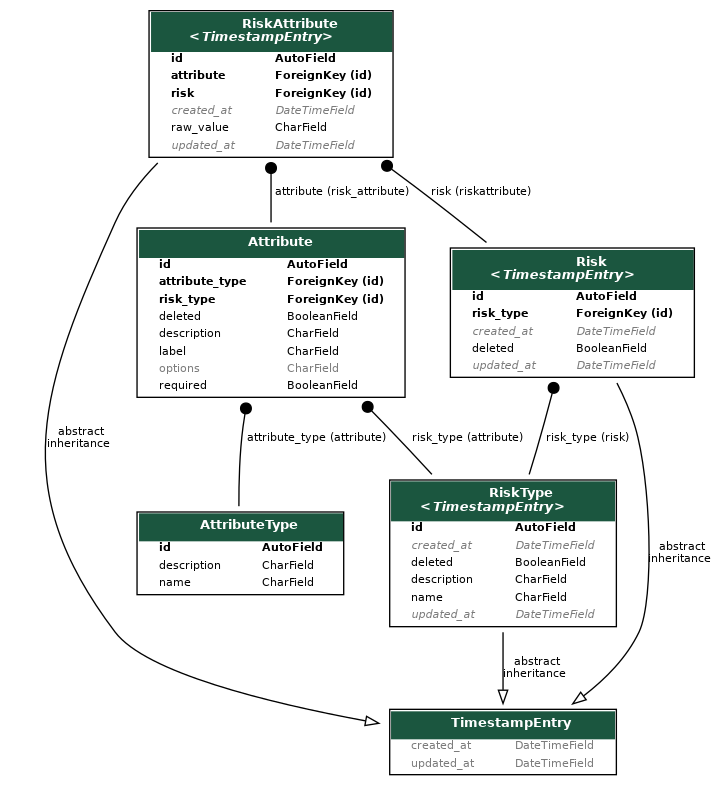 RiskAttribute
<TimestampEntry>
id AutoField
attribute ForeignKey (id)
risk ForeignKey (id)
created_at DateTimeField
raw_value CharField
updated_at DateTimeField
attribute (risk_attribute)
risk (riskattribute)
Attribute
id AutoField
attribute_type ForeignKey (id)
risk_type ForeignKey (id)
deleted BooleanField
description CharField
label CharField
options CharField
required BooleanField
Risk
<TimestampEntry>
id AutoField
risk_type ForeignKey (id)
created_at DateTimeField
deleted BooleanField
updated_at DateTimeField
abstract
inheritance
attribute_type (attribute)
risk_type (attribute)
risk_type (risk)
AttributeType
id AutoField
description CharField
name CharField
RiskType
<TimestampEntry>
id AutoField
created_at DateTimeField
deleted BooleanField
description CharField
name CharField
updated_at DateTimeField
abstract
inheritance
abstract
inheritance
TimestampEntry
created_at DateTimeField
updated_at DateTimeField